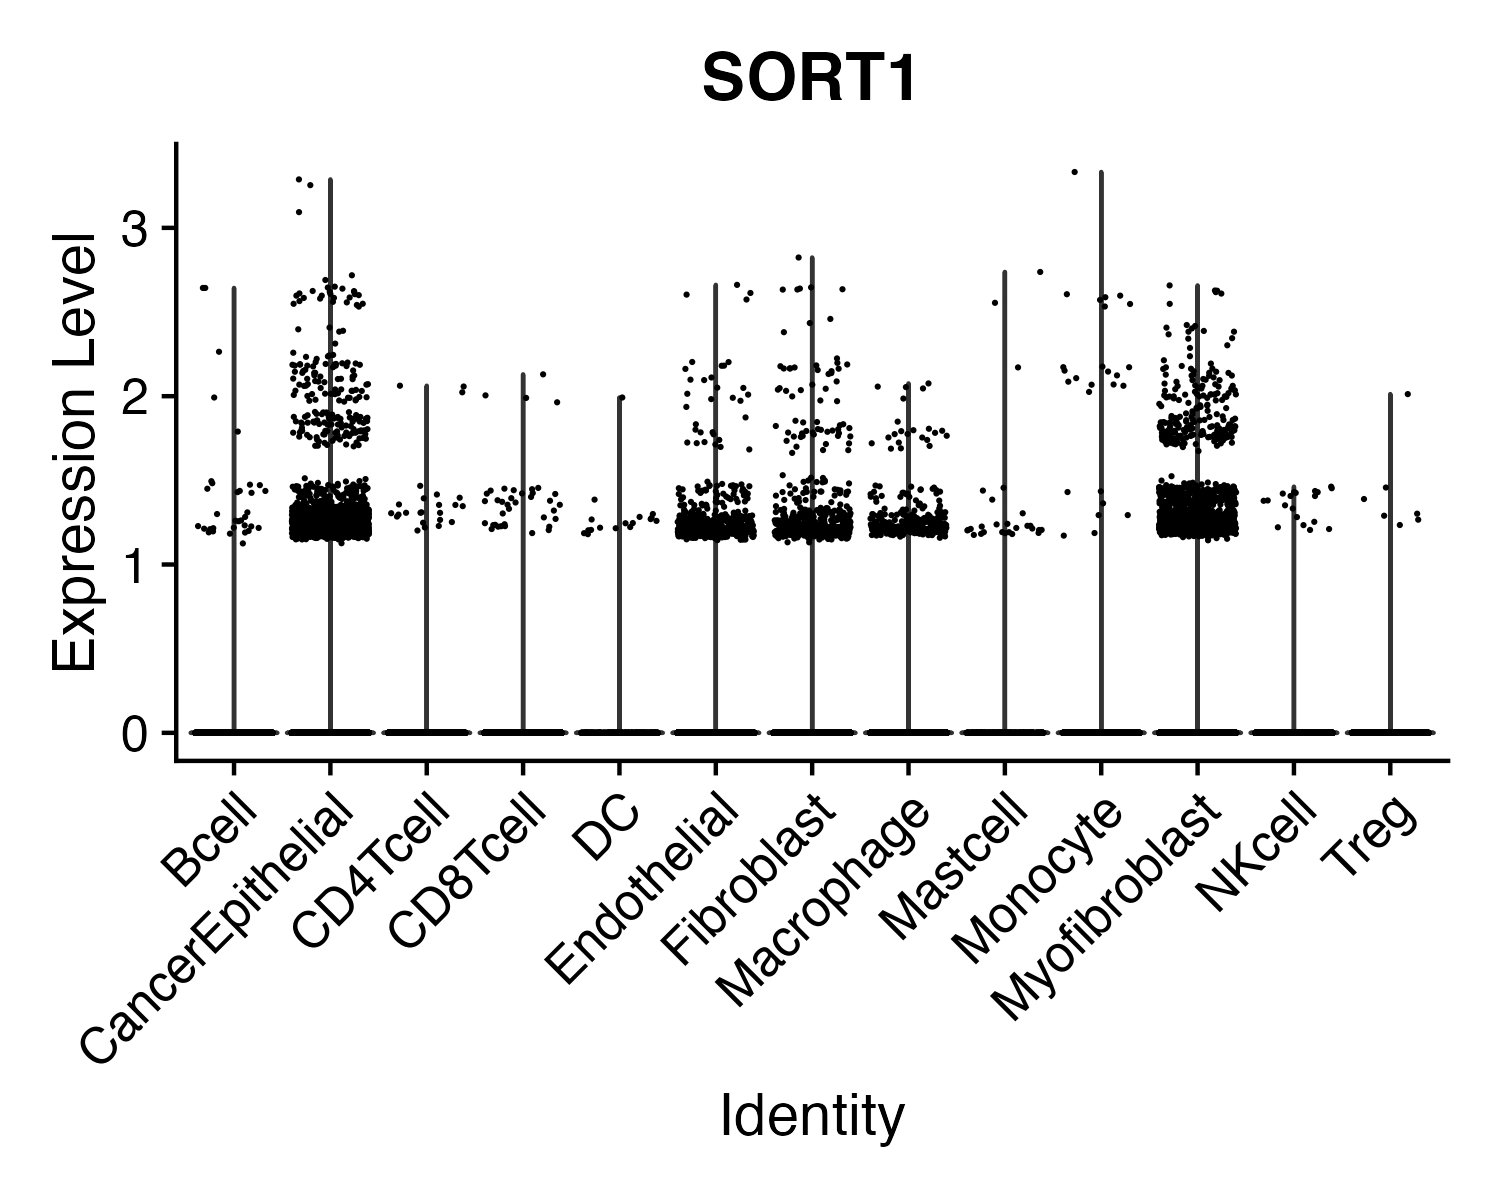 SORT1
Expression Level
3
2
1
0
Bcell
CancerEpithelial
CD4Tcell
CD8Tcell
DC
Endothelial
Fibroblast
Macrophage
Mastcell
Monocyte
Myofibroblast
NKcell
Treg
Identity